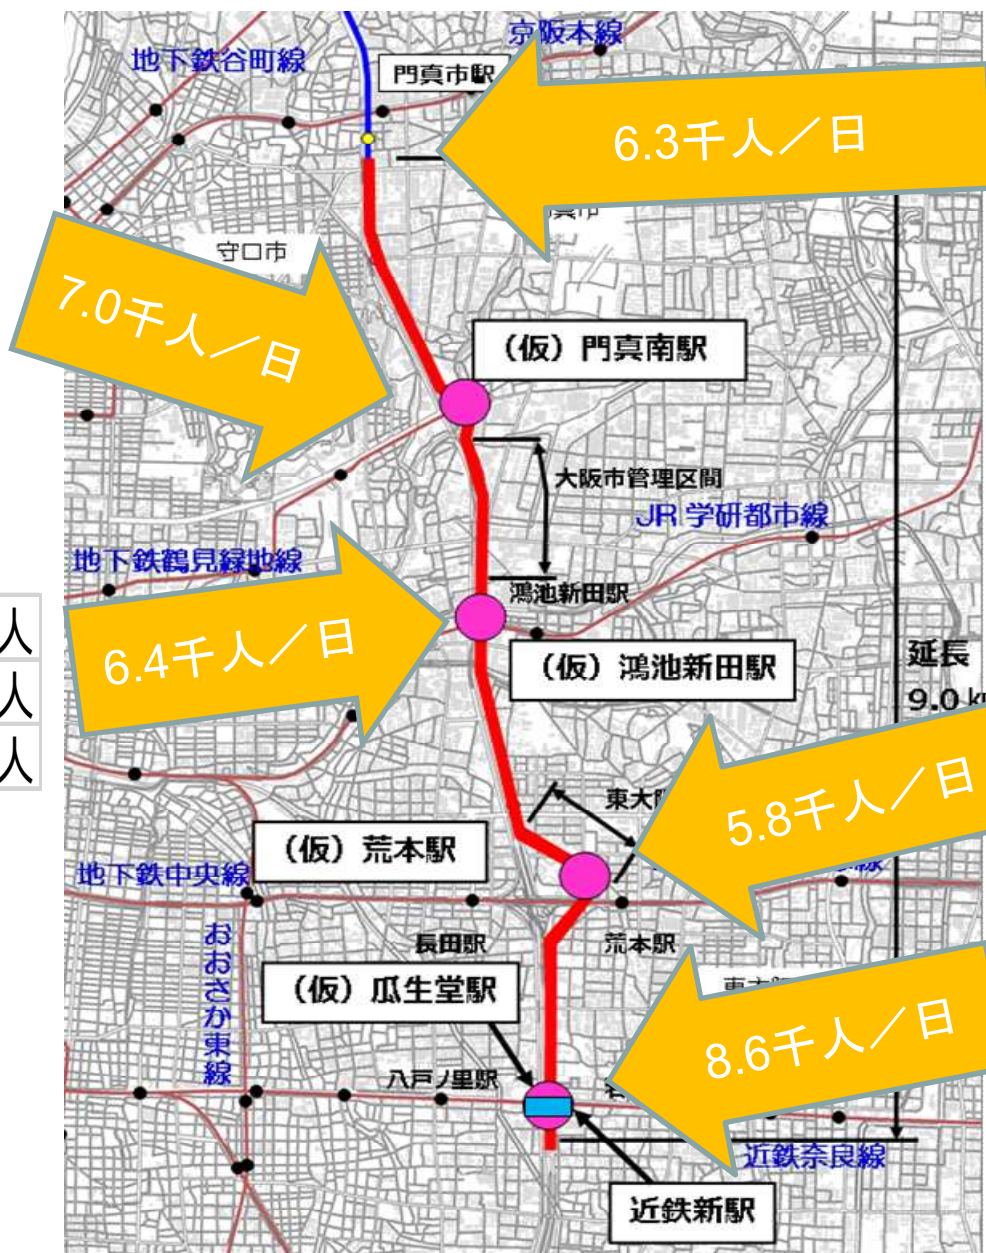 京阪本線
地下鉄谷町線
門真市駅
6.3千人／日
守口市
7.0千人／日
（仮）門真南駅
大阪市管理区間
JR 学研都市線
地下鉄鶴見緑地線
鴻池新田駅
人
6.4千人／日
（仮）鴻池新田駅
延長
人
9.0
人
5.8千人／日
（仮）荒本駅
地下鉄中央線
長田駅
荒本駅
おおさか東線
（仮）瓜生堂駅
8.6千人／日
八戸ノ里駅
近鉄奈良線
近鉄新駅